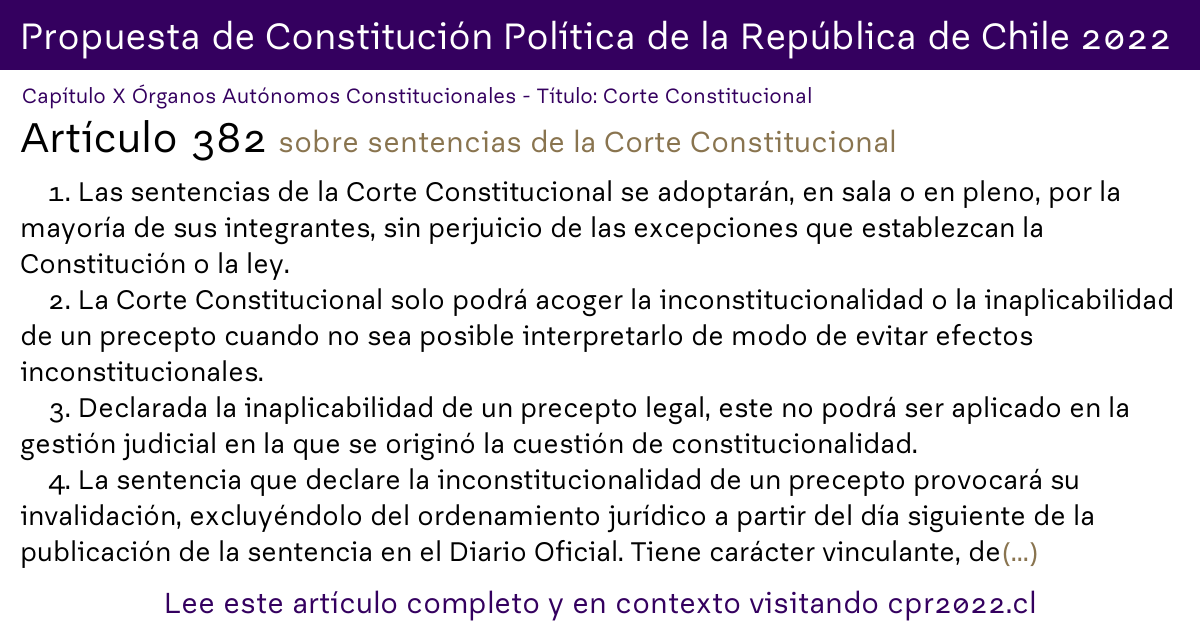 Propuesta de Constitución Política de la República de Chile 2022
Capítulo X Órganos Autónomos Constitucionales - Título: Corte Constitucional
Artículo 382 sobre sentencias de la Corte Constitucional
1. Las sentencias de la Corte Constitucional se adoptarán, en sala o en pleno, por la
mayoría de sus integrantes, sin perjuicio de las excepciones que establezcan la
Constitución o la ley.
2. La Corte Constitucional solo podrá acoger la inconstitucionalidad o la inaplicabilidad
de un precepto cuando no sea posible interpretarlo de modo de evitar efectos
inconstitucionales.
3. Declarada la inaplicabilidad de un precepto legal, este no podrá ser aplicado en la
gestión judicial en la que se originó la cuestión de constitucionalidad.
4. La sentencia que declare la inconstitucionalidad de un precepto provocará su
invalidación, excluyéndolo del ordenamiento jurídico a partir del día siguiente de la
publicación de la sentencia en el Diario Oficial. Tiene carácter vinculante, de(...)
Lee este artículo completo y en contexto visitando cpr2022.cl